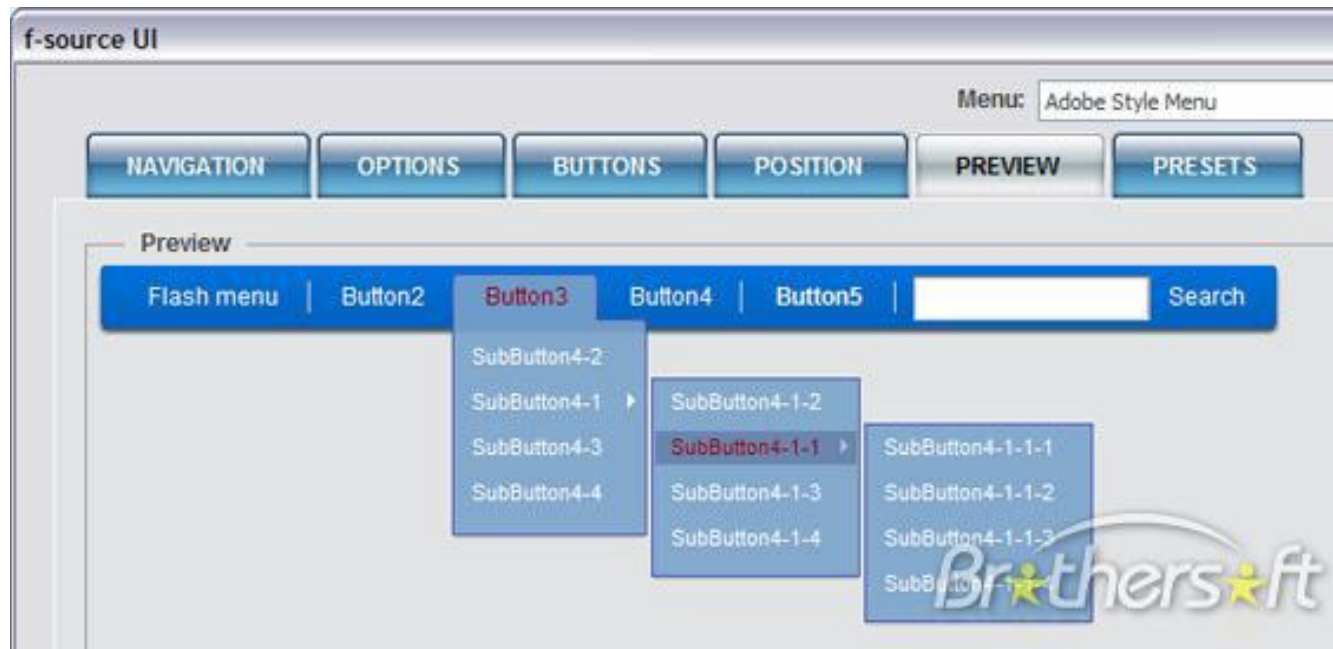 f-source UI
Menu: Adobe Style Menu
NAVIGATION OPTIONS BUTTONS POSITION PREVIEW PRESETS
Preview
Flash menu | Button2 Button3 Button4 | Button5 | Search
SubButton4-2
SubButton4-1 SubButton4-1-2
SubButton4-3 SubButton4-1-1 SubButton4-1-1-1
SubButton4-4 SubButton4-1-3 SubButton4-1-1-2
SubButton4-1-4 SubButton4-1-1-3
Brothersoft